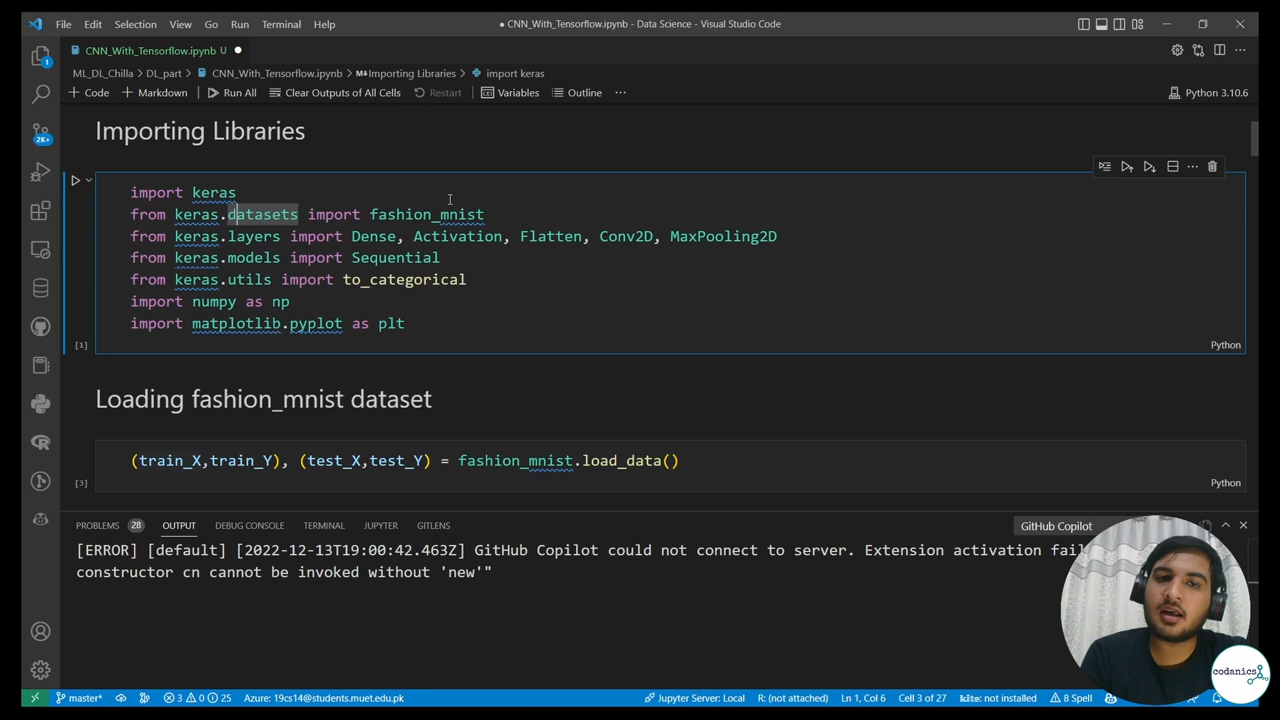 File Edit Selection View Go Run Terminal Help
● CNN_With_Tensorflow.ipynb - Data Science - Visual Studio Code
CNN_With_Tensorflow.ipynb U ●
ML_DL_Chilla > DL_part > CNN_With_Tensorflow.ipynb > M↓Importing Libraries > import keras
+ Code + Markdown Run All Clear Outputs of All Cells Restart Variables Outline ...
Python 3.10.6
1
2K+
Importing Libraries
import keras
from keras.datasets import fashion_mnist
from keras.layers import Dense, Activation, Flatten, Conv2D, MaxPooling2D
from keras.models import Sequential
from keras.utils import to_categorical
import numpy as np
import matplotlib.pyplot as plt
[1]
Python
Loading fashion_mnist dataset
(train_X,train_Y), (test_X,test_Y) = fashion_mnist.load_data()
[3]
Python
PROBLEMS 28 OUTPUT DEBUG CONSOLE TERMINAL JUPYTER GITLENS
GitHub Copilot
[ERROR] [default] [2022-12-13T19:00:42.463Z] GitHub Copilot could not connect to server. Extension activation fail
constructor cn cannot be invoked without 'new'"
codanics
master* 3 0 25 Azure: 19cs14@students.muet.edu.pk
Jupyter Server: Local R: (not attached) Ln 1, Col 6 Cell 3 of 27 kite: not installed 8 Spell